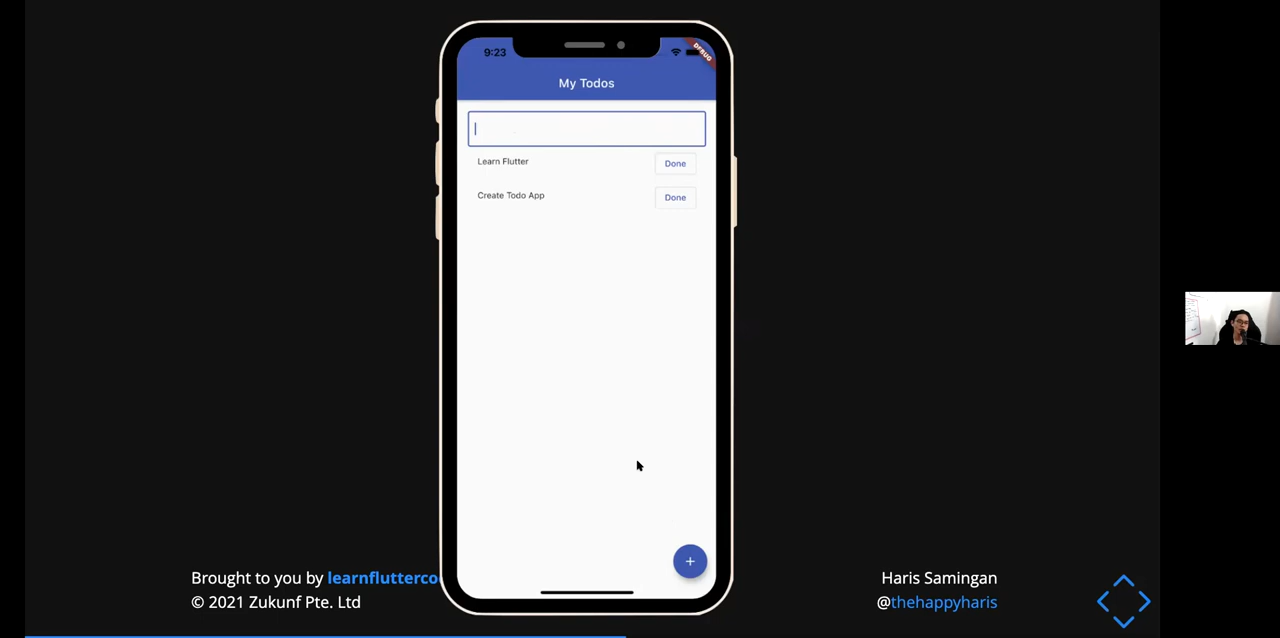 9:23
DEBUG
My Todos
Learn Flutter
Done
Create Todo App
Done
+
Brought to you by learnflutterco
© 2021 Zukunf Pte. Ltd
Haris Samingan
@thehappyharis